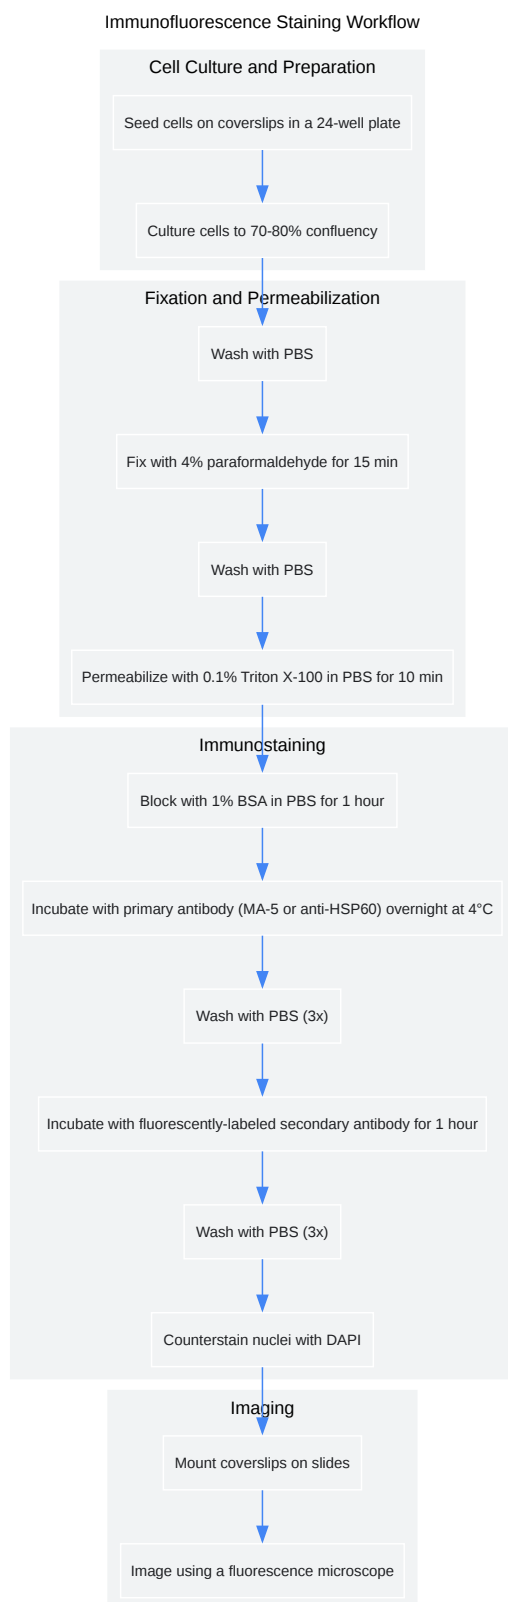 Immunofluorescence Staining Workflow
Cell Culture and Preparation
Seed cells on coverslips in a 24-well plate
Culture cells to 70-80% confluency
Fixation and Permeabilization
Wash with PBS
Fix with 4% paraformaldehyde for 15 min
Wash with PBS
Permeabilize with 0.1% Triton X-100 in PBS for 10 min
Immunostaining
Block with 1% BSA in PBS for 1 hour
Incubate with primary antibody (MA-5 or anti-HSP60) overnight at 4°C
Wash with PBS (3x)
Incubate with fluorescently-labeled secondary antibody for 1 hour
Wash with PBS (3x)
Counterstain nuclei with DAPI
Imaging
Mount coverslips on slides
Image using a fluorescence microscope